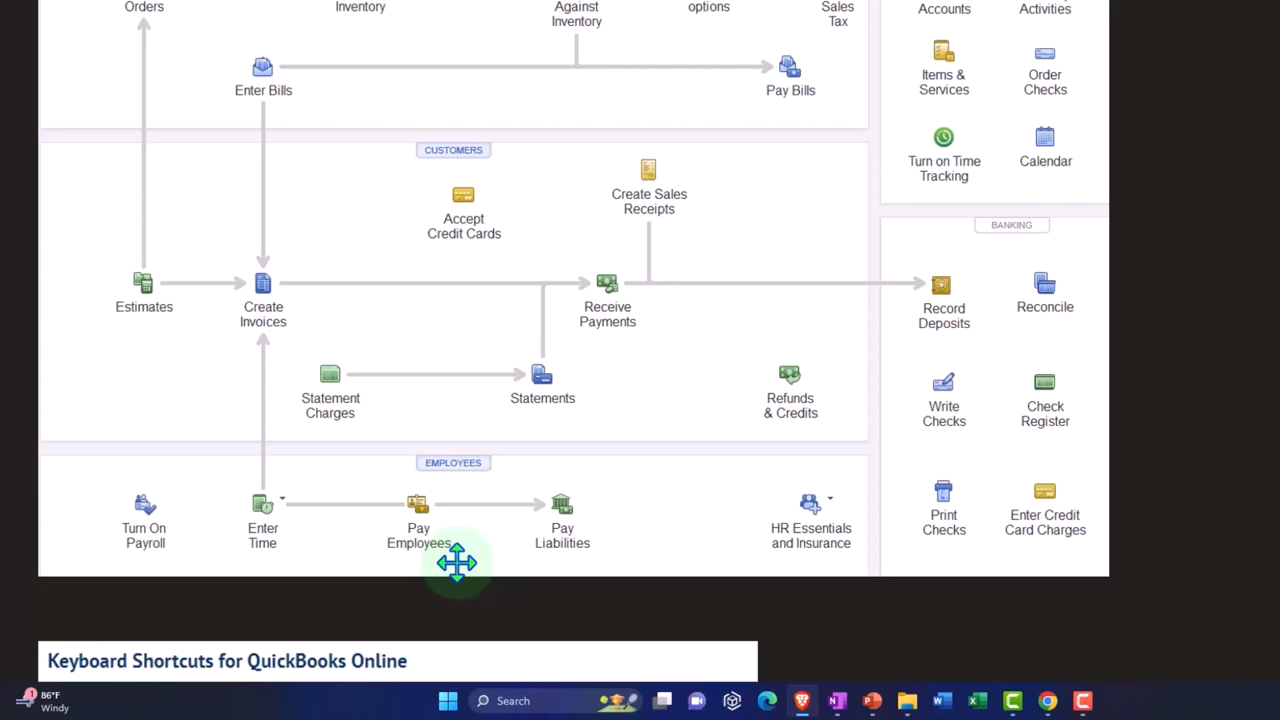 Orders
Inventory
Against
Inventory
options
Sales
Tax
Accounts
Activities
Enter Bills
Pay Bills
Items &
Services
Order
Checks
Turn on Time
Tracking
Calendar
CUSTOMERS
Accept
Credit Cards
Create Sales
Receipts
Estimates
Create
Invoices
Receive
Payments
Statement
Charges
Statements
Refunds
& Credits
BANKING
Record
Deposits
Reconcile
Write
Checks
Check
Register
Print
Checks
Enter Credit
Card Charges
EMPLOYEES
Turn On
Payroll
Enter
Time
Pay
Employees
Pay
Liabilities
HR Essentials
and Insurance
Keyboard Shortcuts for QuickBooks Online
1
86°F
Windy
Search